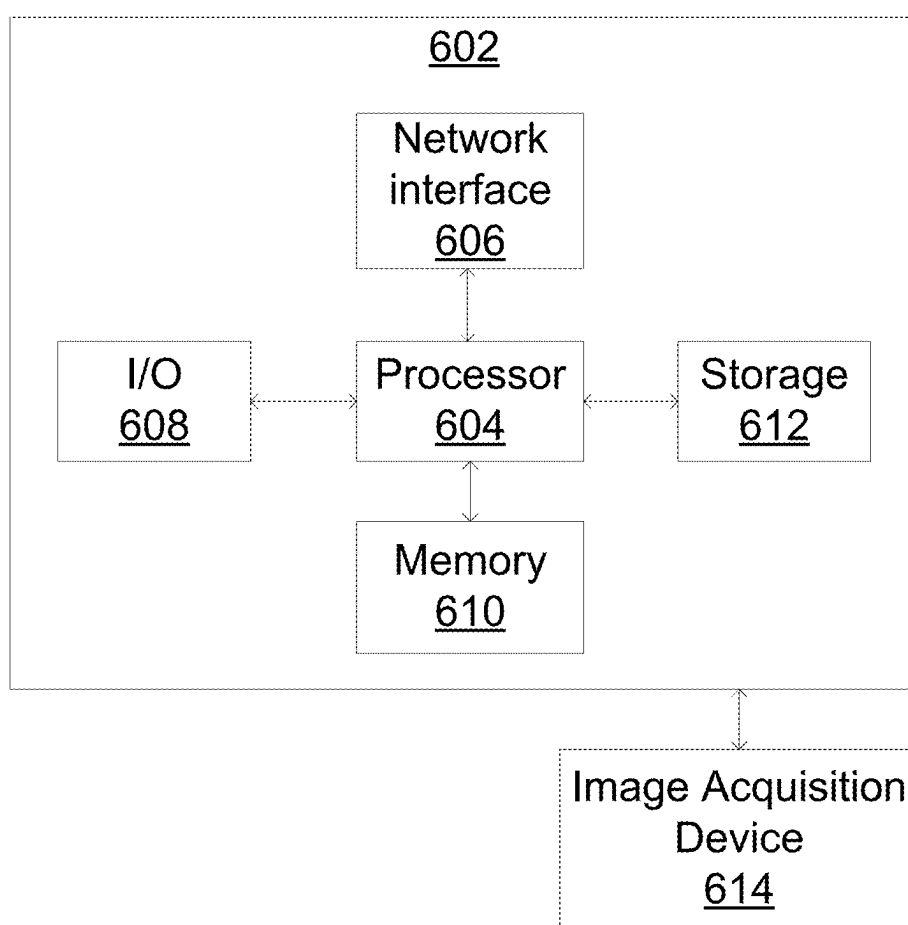 602
Network
interface
606
I/O
608
Processor
604
Storage
612
Memory
610
Image Acquisition
Device
614